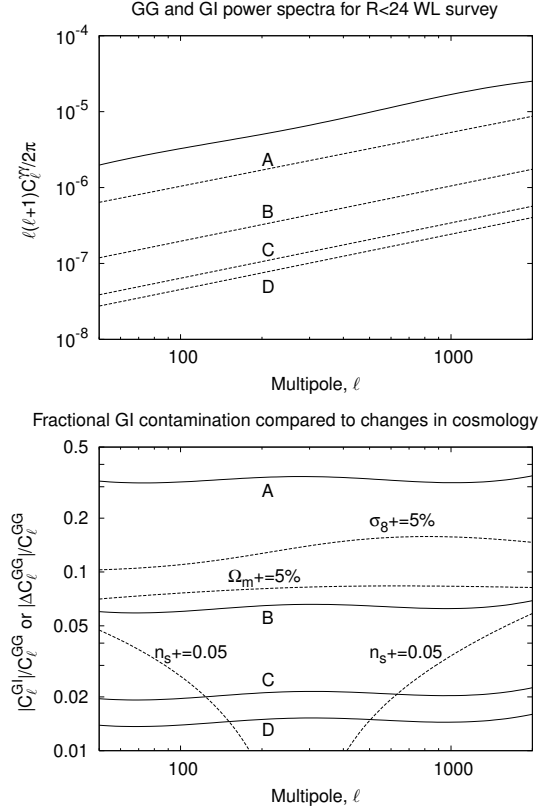 GG and GI power spectra for R<24 WL survey
10⁻⁴
10⁻⁵
10⁻⁶
10⁻⁷
10⁻⁸
ℓ(ℓ+1)C_ℓ^γγ/2π
A
B
C
D
100
1000
Multipole, ℓ
Fractional GI contamination compared to changes in cosmology
0.5
0.2
0.1
0.05
0.02
0.01
|C_ℓ^GI|/C_ℓ^GG or |ΔC_ℓ^GG|/C_ℓ^GG
A
σ₈+=5%
Ωₘ+=5%
B
nₛ+=0.05
nₛ+=0.05
C
D
100
1000
Multipole, ℓ